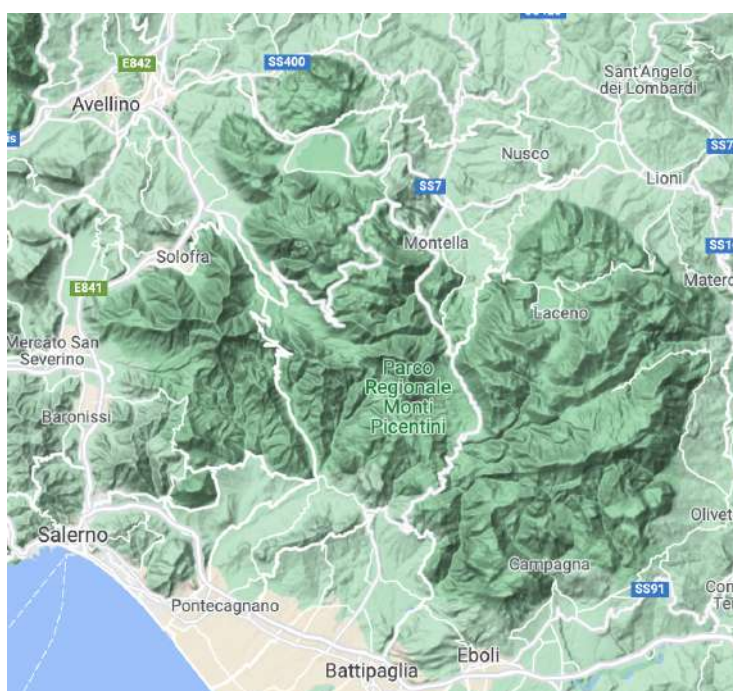 E842
SS400
Avellino
Sant'Angelo
dei Lombardi
Nusco
SS7
Lioni
SS7
Montella
Solofra
E841
Laceno
Mercato San
Severino
Parco
Regionale
Monti
Picentini
Baronissi
Salerno
Campagna
SS91
Pontecagnano
Battipaglia
Eboli